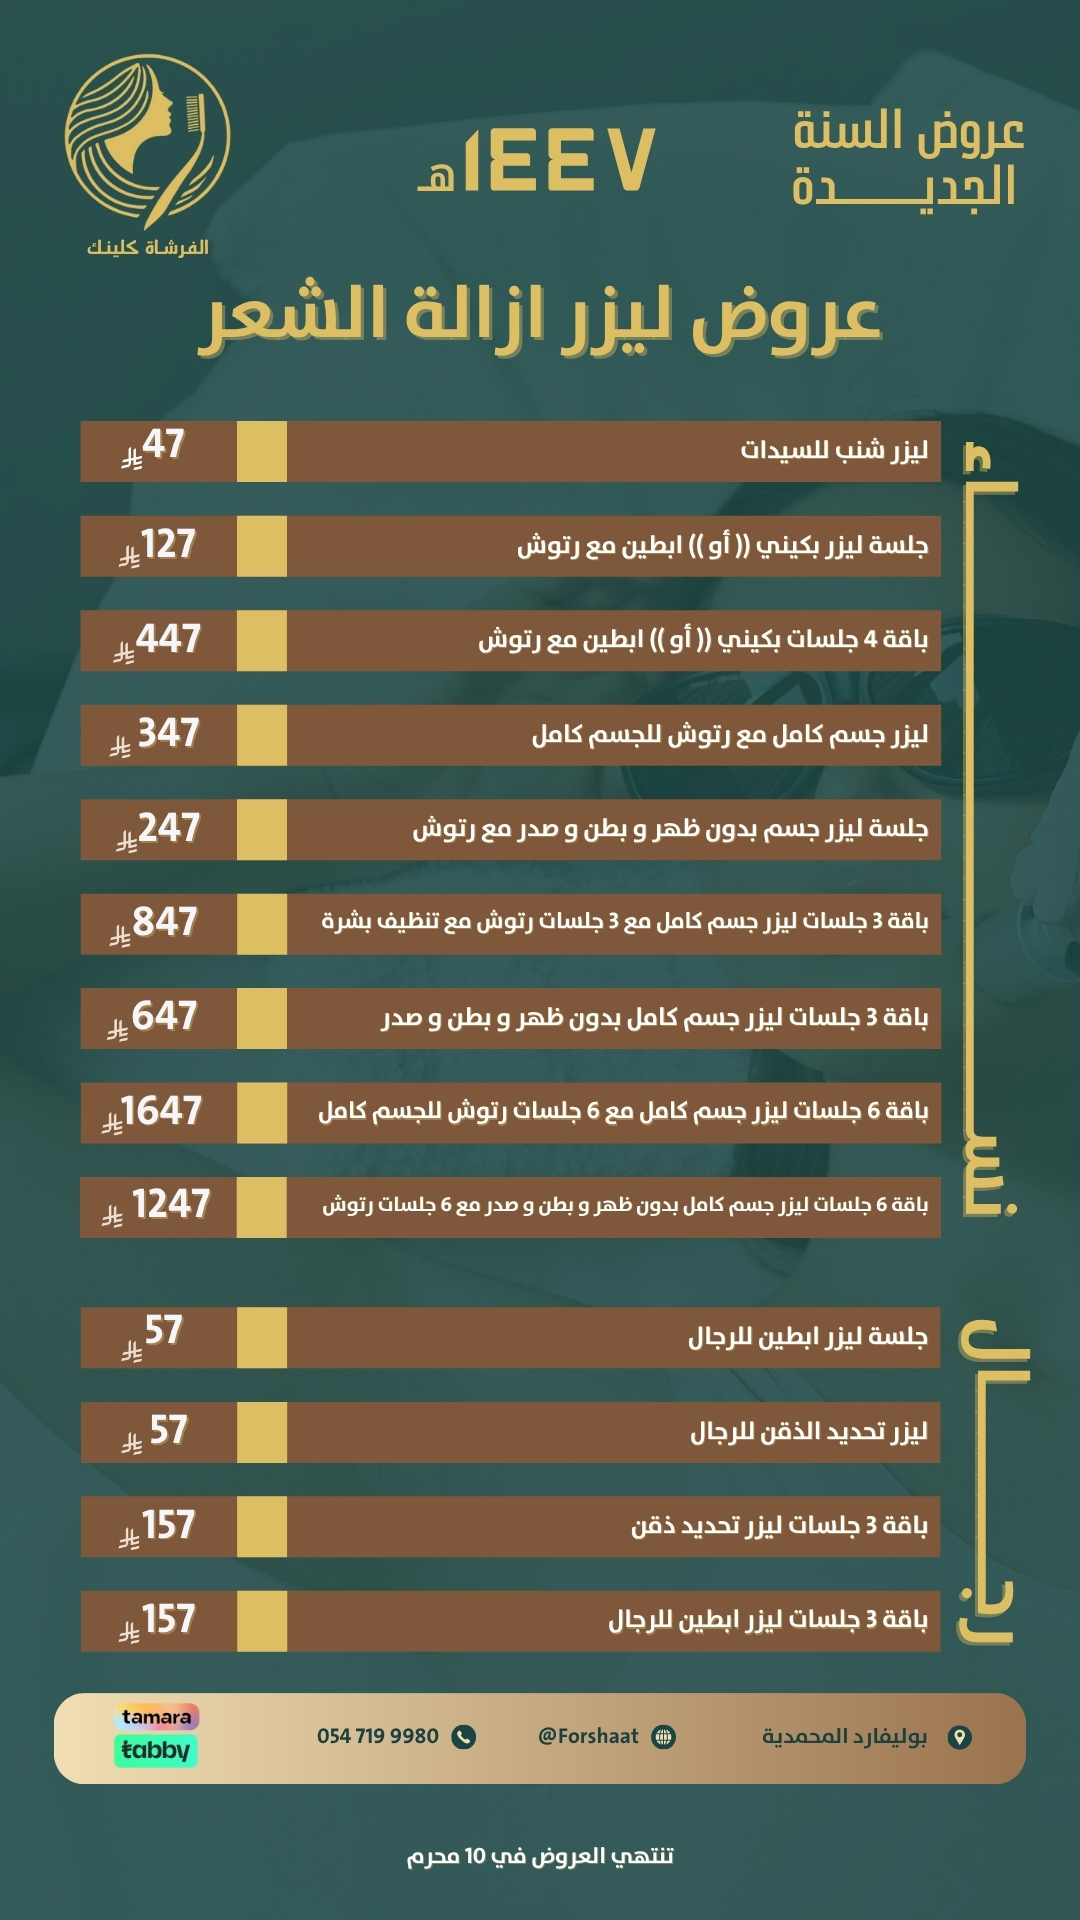 عروض السنة
الجديـــــدة
١٤٤٧هـ
الفرشاة كلينك
عروض ليزر ازالة الشعر
نســـاء
ليزر شنب للسيدات 47
جلسة ليزر بكيني (( أو )) ابطين مع رتوش 127
باقة 4 جلسات بكيني (( أو )) ابطين مع رتوش 447
ليزر جسم كامل مع رتوش للجسم كامل 347
جلسة ليزر جسم بدون ظهر و بطن و صدر مع رتوش 247
باقة 3 جلسات ليزر جسم كامل مع 3 جلسات رتوش مع تنظيف بشرة 847
باقة 3 جلسات ليزر جسم كامل بدون ظهر و بطن و صدر 647
باقة 6 جلسات ليزر جسم كامل مع 6 جلسات رتوش للجسم كامل 1647
باقة 6 جلسات ليزر جسم كامل بدون ظهر و بطن و صدر مع 6 جلسات رتوش 1247
رجـــال
جلسة ليزر ابطين للرجال 57
ليزر تحديد الذقن للرجال 57
باقة 3 جلسات ليزر تحديد ذقن 157
باقة 3 جلسات ليزر ابطين للرجال 157
بوليفارد المحمدية
@Forshaat
054 719 9980
tamara
tabby
تنتهي العروض في 10 محرم